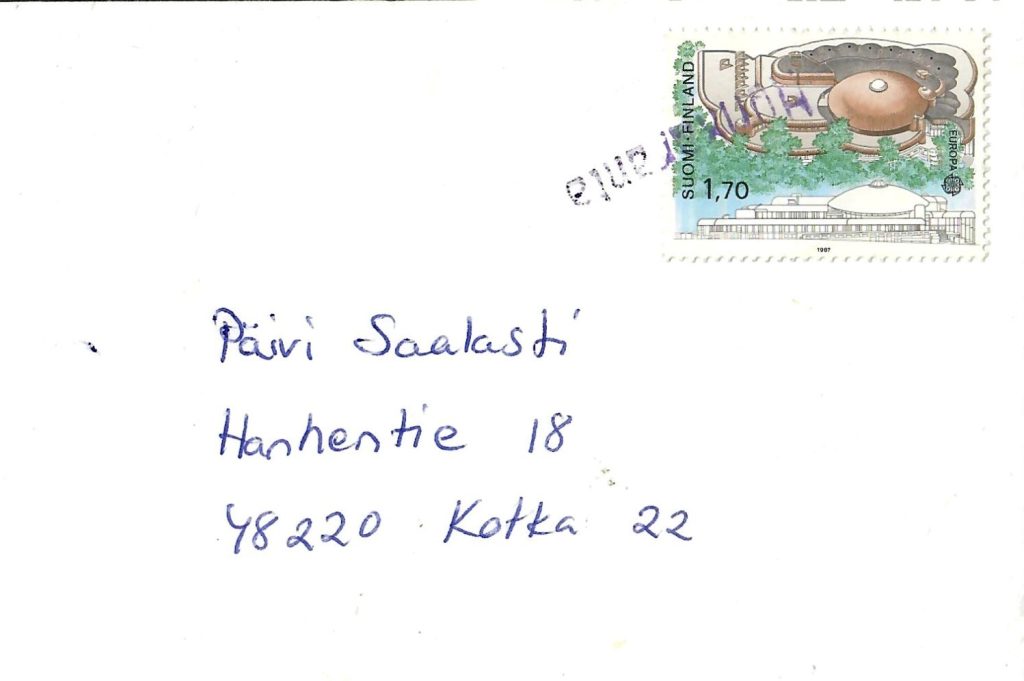 SUOMI·FINLAND
1,70
EUROPA
1987
Päivi Saalasti
Hanhentie 18
48220 Kotka 22